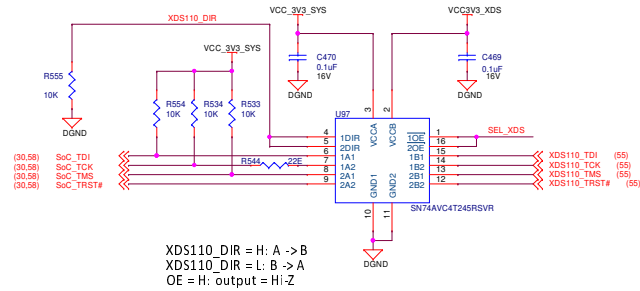 XDS110_DIR
VCC_3V3_SYS
VCC3V3_XDS
VCC_3V3_SYS
C470
0.1uF
16V
C469
0.1uF
16V
R555
10K
R554
10K
R534
10K
R533
10K
DGND
DGND
DGND
U97
3
2
VCCA
VCCB
4 1DIR
5 2DIR
6 1A1
7 1A2
8 2A1
9 2A2
1OE 1
2OE 16
1B1 15
1B2 14
2B1 13
2B2 12
SEL_XDS
(30,58) SoC_TDI
(30,58) SoC_TCK
(30,58) SoC_TMS
(30,58) SoC_TRST#
R544 22E
XDS110_TDI (55)
XDS110_TCK (55)
XDS110_TMS (55)
XDS110_TRST# (55)
GND1
GND2
10
11
SN74AVC4T245RSVR
DGND
XDS110_DIR = H: A -> B
XDS110_DIR = L: B -> A
OE = H: output = Hi-Z